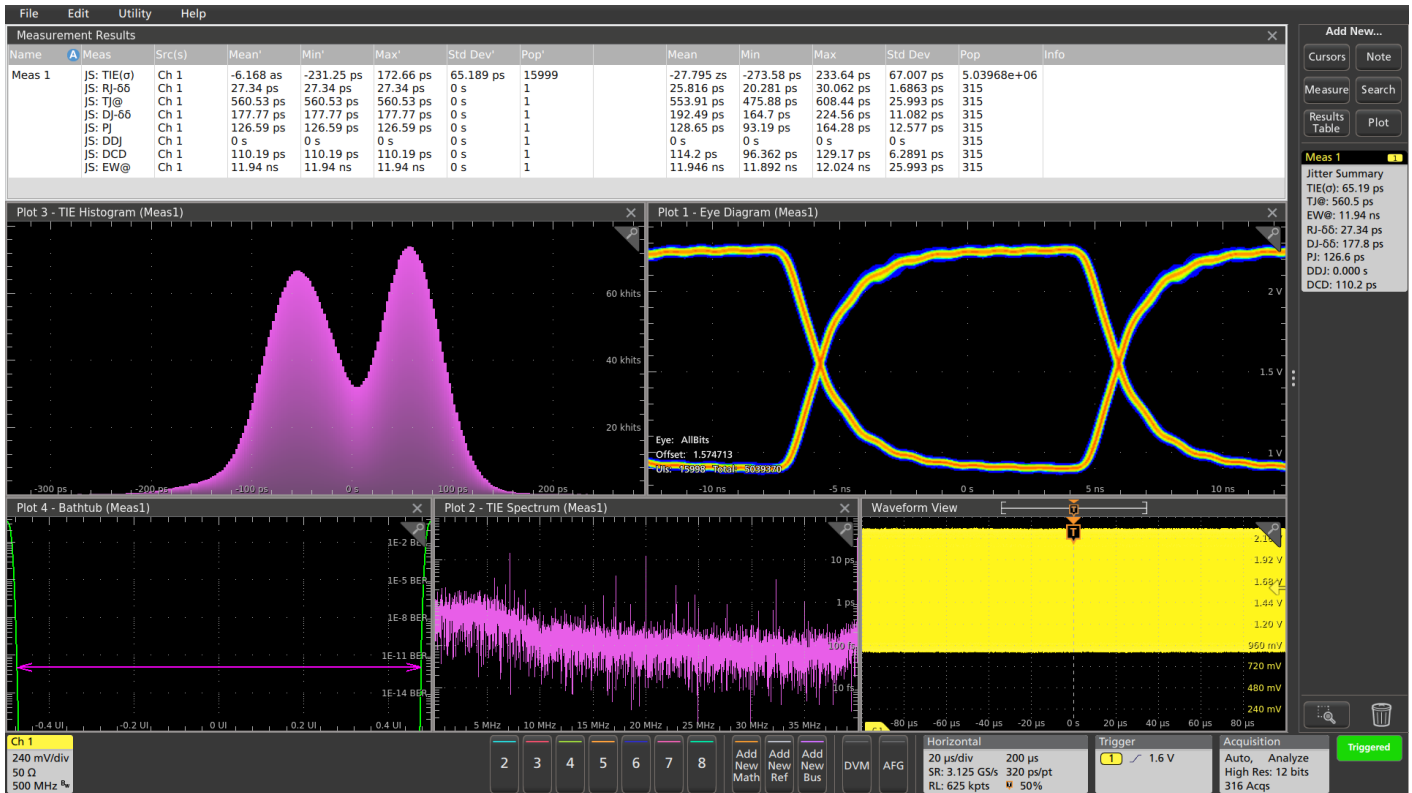 File Edit Utility Help
Measurement Results
Name A Meas Src(s) Mean' Min' Max' Std Dev' Pop' Mean Min Max Std Dev Pop Info
Meas 1 JS: TIE(σ) Ch 1 -6.168 as -231.25 ps 172.66 ps 65.189 ps 15999 -27.795 zs -273.58 ps 233.64 ps 67.007 ps 5.03968e+06
JS: RJ-δδ Ch 1 27.34 ps 27.34 ps 27.34 ps 0 s 1 25.816 ps 20.281 ps 30.062 ps 1.6863 ps 315
JS: TJ@ Ch 1 560.53 ps 560.53 ps 560.53 ps 0 s 1 553.91 ps 475.88 ps 608.44 ps 25.993 ps 315
JS: DJ-δδ Ch 1 177.77 ps 177.77 ps 177.77 ps 0 s 1 192.49 ps 164.7 ps 224.56 ps 11.082 ps 315
JS: PJ Ch 1 126.59 ps 126.59 ps 126.59 ps 0 s 1 128.65 ps 93.19 ps 164.28 ps 12.577 ps 315
JS: DDJ Ch 1 0 s 0 s 0 s 0 s 1 0 s 0 s 0 s 0 s 315
JS: DCD Ch 1 110.19 ps 110.19 ps 110.19 ps 0 s 1 114.2 ps 96.362 ps 129.17 ps 6.2891 ps 315
JS: EW@ Ch 1 11.94 ns 11.94 ns 11.94 ns 0 s 1 11.946 ns 11.892 ns 12.024 ns 25.993 ps 315
Plot 3 - TIE Histogram (Meas1)
60 khits
40 khits
20 khits
-300 ps -200 ps -100 ps 0 s 100 ps 200 ps
Plot 1 - Eye Diagram (Meas1)
2 V
1.5 V
1 V
Eye: AllBits
Offset: 1.574713
UIs: 15998 Total: 5039370
-10 ns -5 ns 0 s 5 ns 10 ns
Plot 4 - Bathtub (Meas1)
1E-2 BER
1E-5 BER
1E-8 BER
1E-11 BER
1E-14 BER
-0.4 UI -0.2 UI 0 UI 0.2 UI 0.4 UI
Plot 2 - TIE Spectrum (Meas1)
10 ps
1 ps
100 fs
10 fs
5 MHz 10 MHz 15 MHz 20 MHz 25 MHz 30 MHz 35 MHz
Waveform View
T
T
1.92 V
1.68 V
1.44 V
1.20 V
960 mV
720 mV
480 mV
240 mV
-80 µs -60 µs -40 µs -20 µs 0 s 20 µs 40 µs 60 µs 80 µs
Add New...
Cursors Note
Measure Search
Results Table Plot
Meas 1 1
Jitter Summary
TIE(σ): 65.19 ps
TJ@: 560.5 ps
EW@: 11.94 ns
RJ-δδ: 27.34 ps
DJ-δδ: 177.8 ps
PJ: 126.6 ps
DDJ: 0.000 s
DCD: 110.2 ps
Ch 1
240 mV/div
50 Ω
500 MHz Bw
2 3 4 5 6 7 8
Add New Math
Add New Ref
Add New Bus
DVM AFG
Horizontal
20 µs/div 200 µs
SR: 3.125 GS/s 320 ps/pt
RL: 625 kpts 50%
Trigger
1 1.6 V
Acquisition
Auto, Analyze
High Res: 12 bits
316 Acqs
Triggered